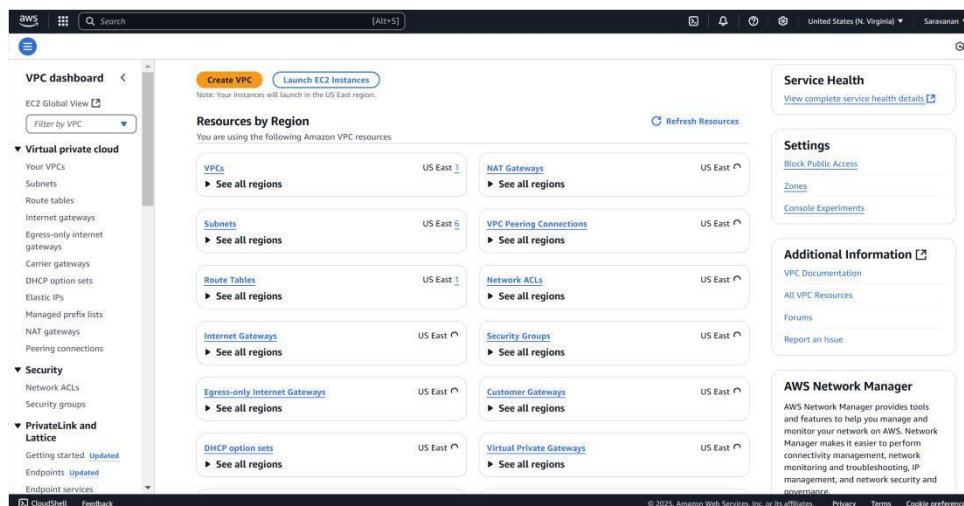 aws
Search [Alt+S]
United States (N. Virginia)
Saravanan
VPC dashboard
EC2 Global View
Filter by VPC
Virtual private cloud
Your VPCs
Subnets
Route tables
Internet gateways
Egress-only internet
gateways
Carrier gateways
DHCP option sets
Elastic IPs
Managed prefix lists
NAT gateways
Peering connections
Security
Network ACLs
Security groups
PrivateLink and
Lattice
Getting started Updated
Endpoints Updated
Endpoint services
Create VPC
Launch EC2 Instances
Note: Your Instances will launch in the US East region.
Resources by Region
Refresh Resources
You are using the following Amazon VPC resources
VPCs US East 1
See all regions
NAT Gateways US East
See all regions
Subnets US East 6
See all regions
VPC Peering Connections US East
See all regions
Route Tables US East 1
See all regions
Network ACLs US East
See all regions
Internet Gateways US East
See all regions
Security Groups US East
See all regions
Egress-only Internet Gateways US East
See all regions
Customer Gateways US East
See all regions
DHCP option sets US East
See all regions
Virtual Private Gateways US East
See all regions
Service Health
View complete service health details
Settings
Block Public Access
Zones
Console Experiments
Additional Information
VPC Documentation
All VPC Resources
Forums
Report an Issue
AWS Network Manager
AWS Network Manager provides tools
and features to help you manage and
monitor your network on AWS. Network
Manager makes it easier to perform
connectivity management, network
monitoring and troubleshooting, IP
management, and network security and
governance.
CloudShell Feedback
© 2025, Amazon Web Services, Inc. or its affiliates. Privacy Terms Cookie preference